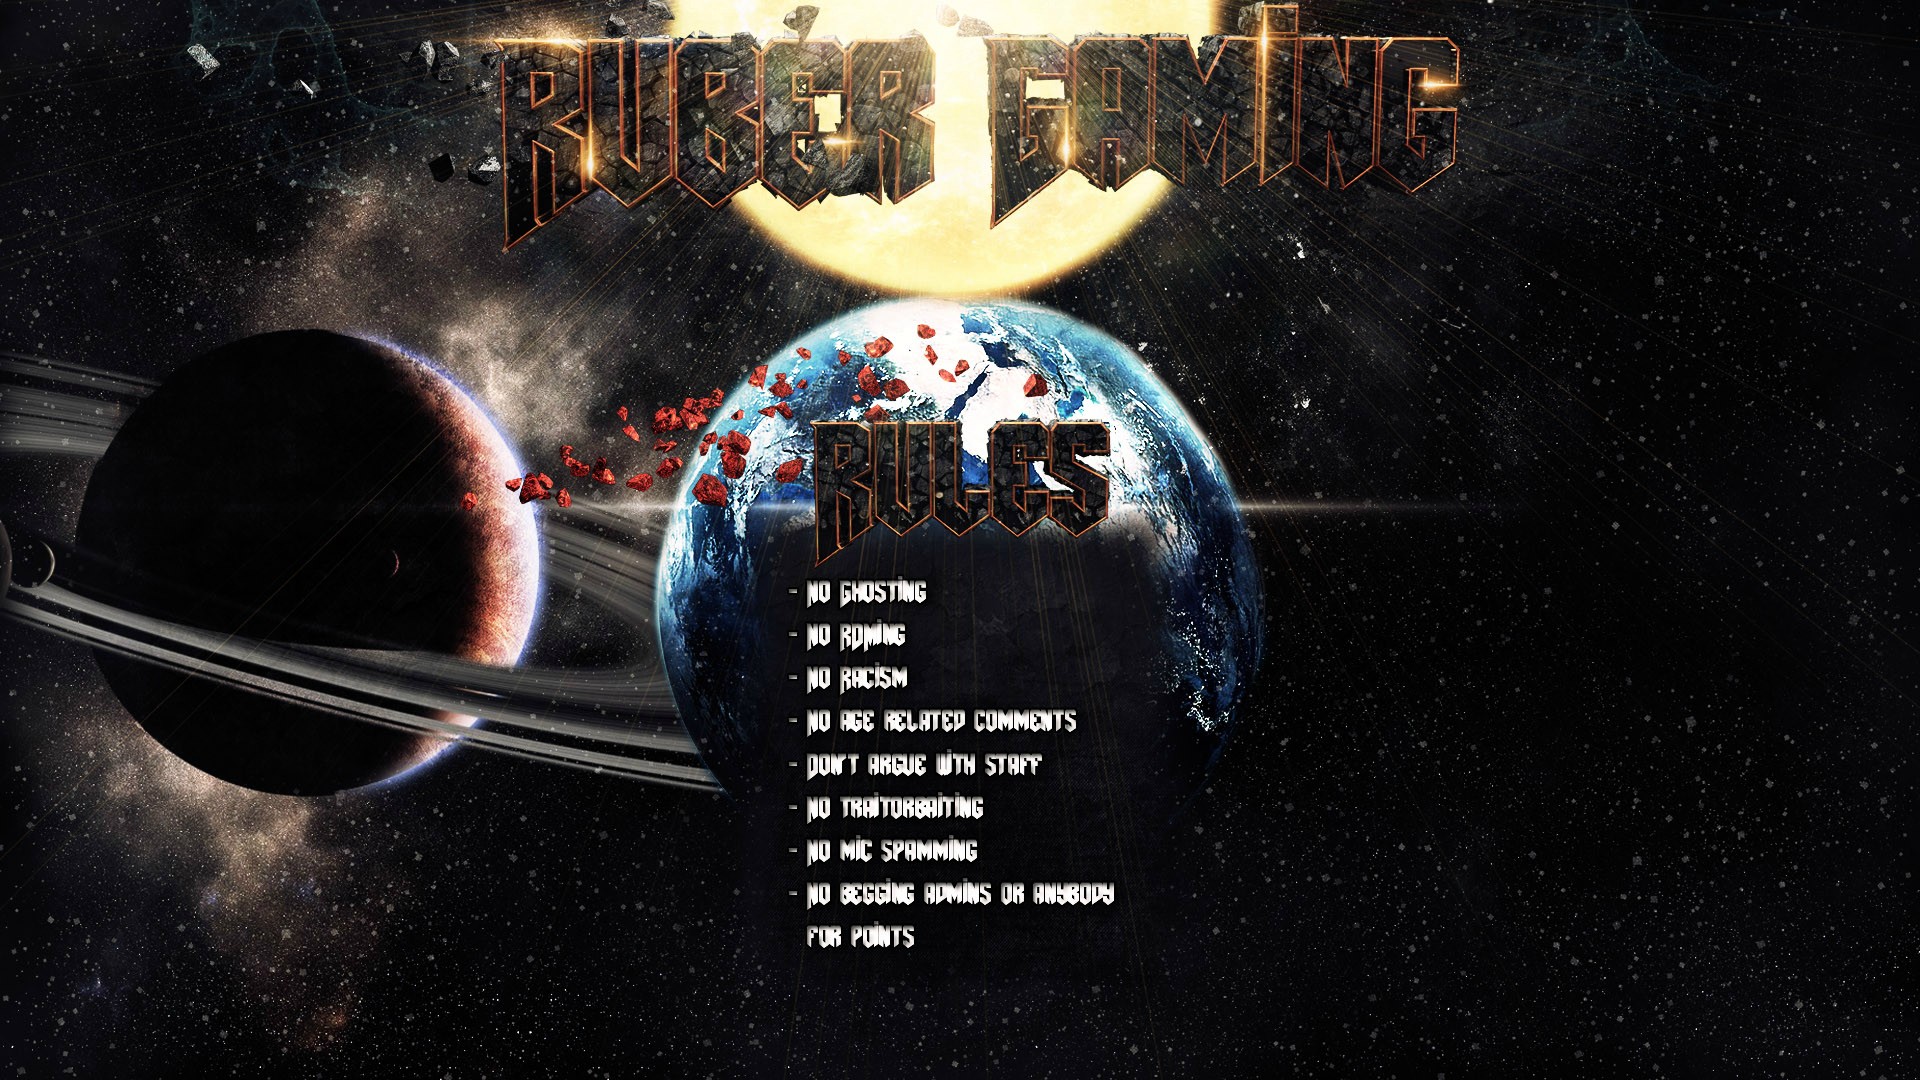 RUBER GAMING
RULES
- NO GHOSTING
- NO RDMING
- NO RACISM
- NO AGE RELATED COMMENTS
- DON'T ARGUE WITH STAFF
- NO TRAITORBAITING
- NO MIC SPAMMING
- NO BEGGING ADMINS OR ANYBODY
FOR POINTS